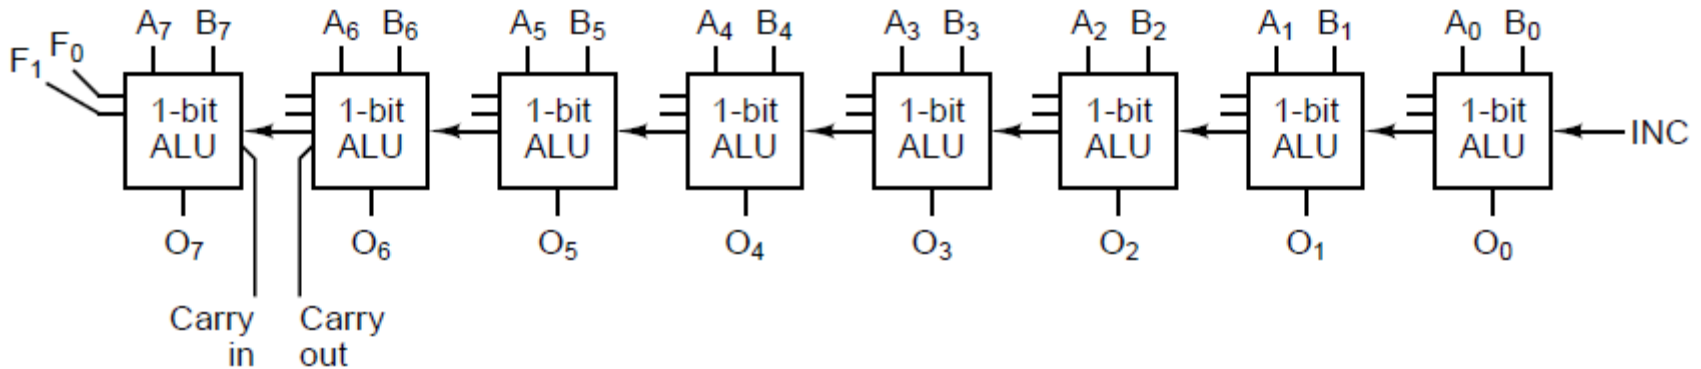 F₁ F₀ A₇ B₇ A₆ B₆ A₅ B₅ A₄ B₄ A₃ B₃ A₂ B₂ A₁ B₁ A₀ B₀
1-bit 1-bit 1-bit 1-bit 1-bit 1-bit 1-bit 1-bit
ALU ALU ALU ALU ALU ALU ALU ALU INC
O₇ O₆ O₅ O₄ O₃ O₂ O₁ O₀
Carry Carry
in out